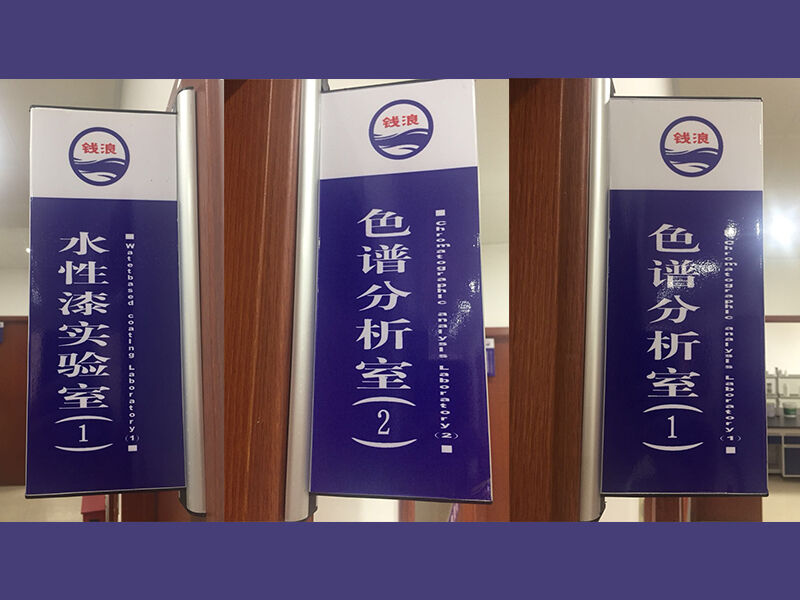 钱浪
水性漆实验室(1)
Watetbased coating Laboratory(1)
钱浪
色谱分析室(2)
Chromatographic analysis Laboratory(2)
钱浪
色谱分析室(1)
Chromatographic analysis Laboratory(1)